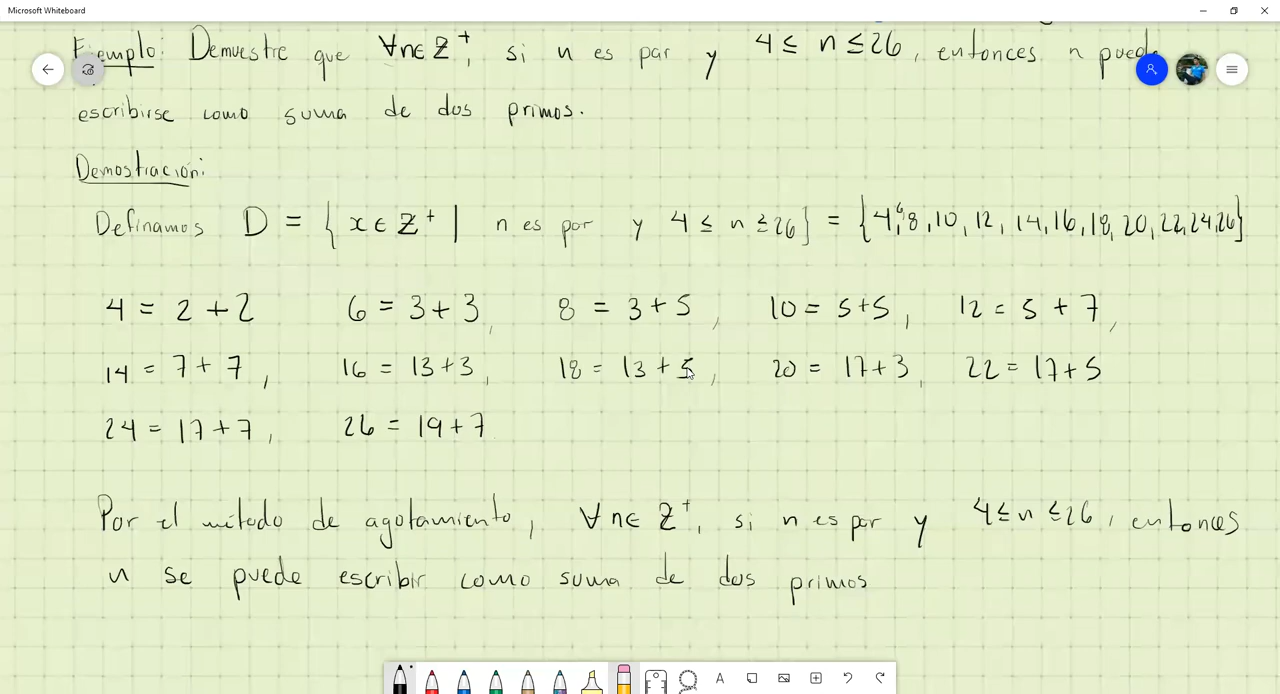 Microsoft Whiteboard
Ejemplo: Demuestre que ∀n∈ℤ⁺, si n es par y 4 ≤ n ≤ 26, entonces n puede
escribirse como suma de dos primos.
Demostración:
Definamos D = { x ∈ ℤ⁺ | n es par y 4 ≤ n ≥ 26} = {4,6,8,10,12,14,16,18,20,22,24,26}
4 = 2 + 2 6 = 3 + 3, 8 = 3 + 5, 10 = 5+5, 12 = 5 + 7,
14 = 7 + 7, 16 = 13+3, 18 = 13 + 5, 20 = 17+3, 22 = 17+5
24 = 17+7, 26 = 19+7
Por el método de agotamiento, ∀n∈ ℤ⁺, si n es par y 4 ≤ n ≤ 26, entonces
n se puede escribir como suma de dos primos
A